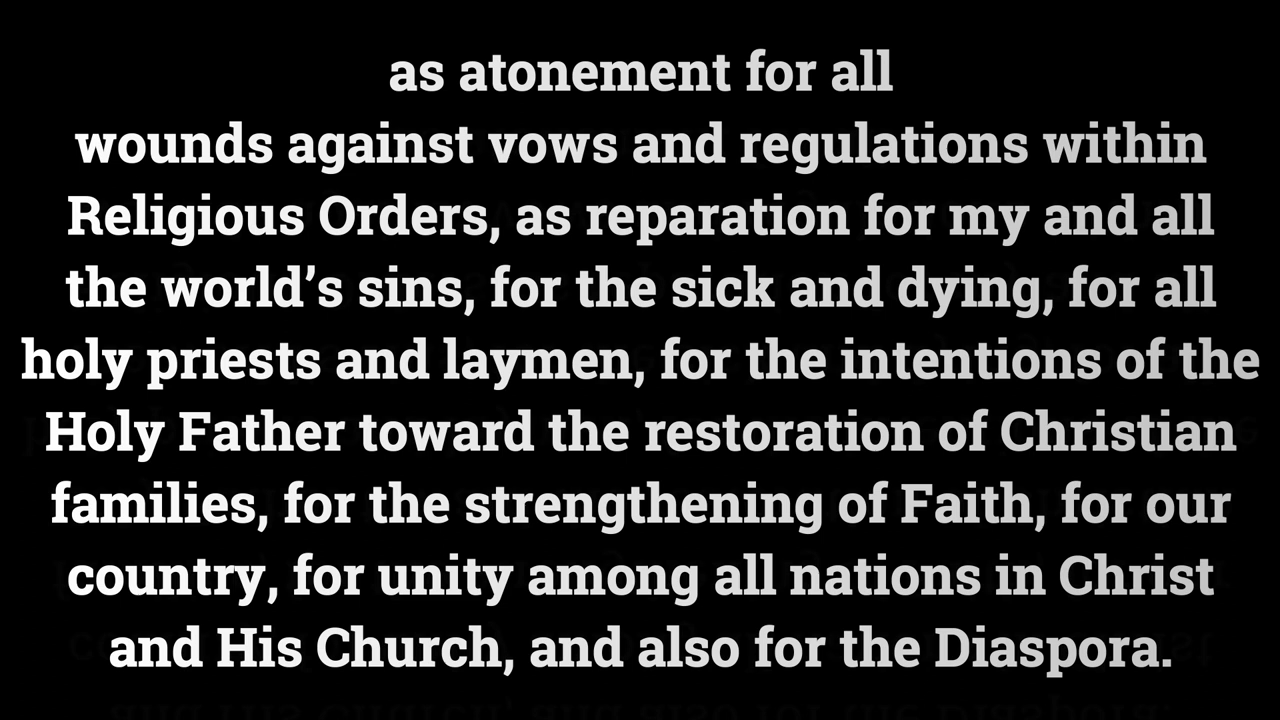 as atonement for all
wounds against vows and regulations within
Religious Orders, as reparation for my and all
the world’s sins, for the sick and dying, for all
holy priests and laymen, for the intentions of the
Holy Father toward the restoration of Christian
families, for the strengthening of Faith, for our
country, for unity among all nations in Christ
and His Church, and also for the Diaspora.